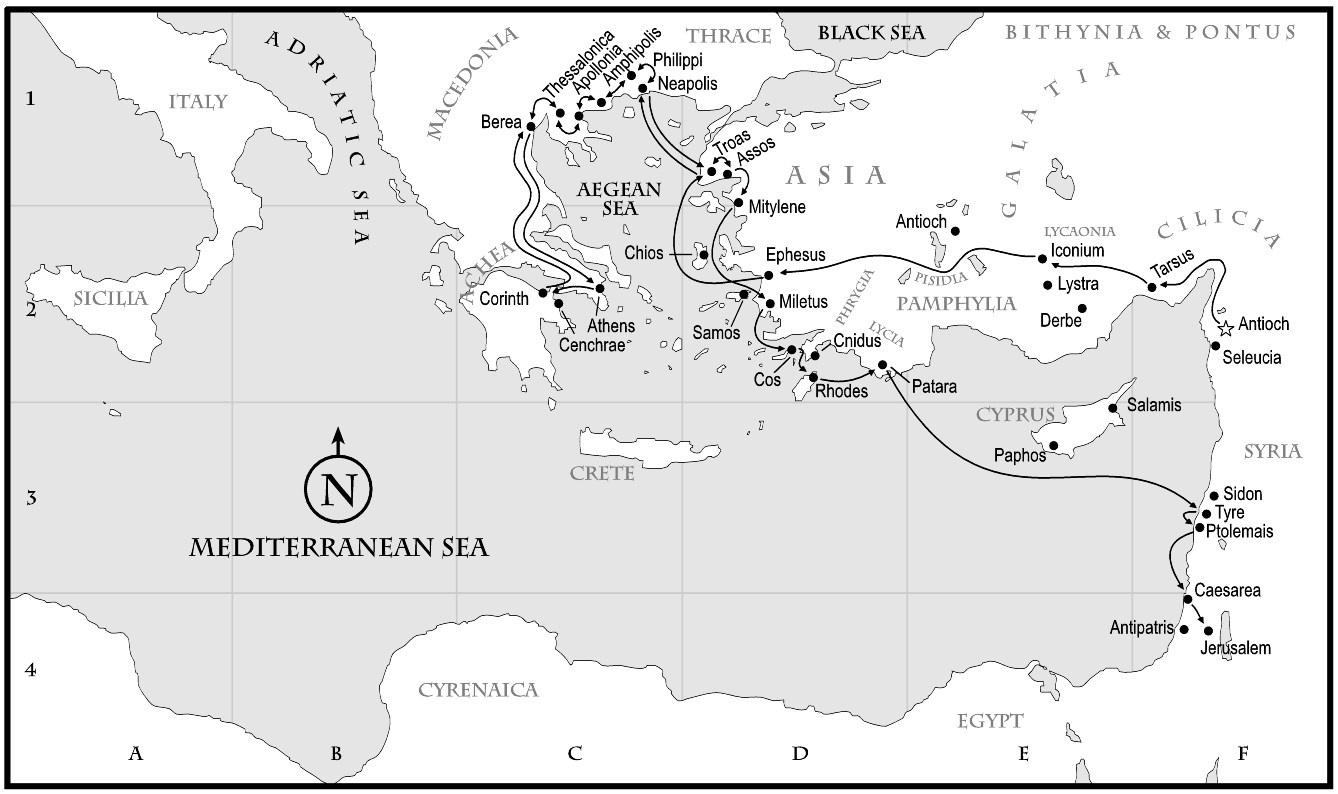 ADRIATIC SEA
MACEDONIA
Thessalonica
Apollonia
Amphipolis
Philippi
Neapolis
THRACE
BLACK SEA
BITHYNIA & PONTUS
1
ITALY
Berea
Troas
Assos
ASIA
GALATIA
AEGEAN
SEA
Mitylene
Antioch
LYCAONIA
CILICIA
Chios
Ephesus
Iconium
Tarsus
ACHEA
PISIDIA
PHRYGIA
Lystra
SICILIA
Corinth
2
Athens
Cenchrae
Samos
Miletus
PAMPHYLIA
Derbe
Antioch
LYCIA
Cnidus
Seleucia
Cos
Rhodes
Patara
CYPRUS
Salamis
Paphos
SYRIA
CRETE
N
3
Sidon
Tyre
Ptolemais
MEDITERRANEAN SEA
Caesarea
Antipatris
Jerusalem
4
CYRENAICA
EGYPT
A
B
C
D
E
F